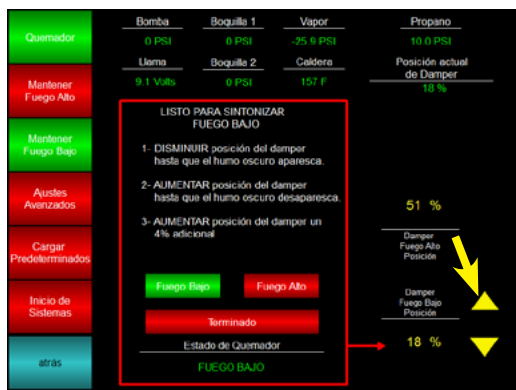 Quemador
Mantener
Fuego Alto
Mantener
Fuego Bajo
Ajustes
Avanzados
Cargar
Predeterminados
Inicio de
Sistemas
atrás
Bomba
0 PSI
Boquilla 1
0 PSI
Vapor
-25.9 PSI
Propano
10.0 PSI
Llama
9.1 Volts
Boquilla 2
0 PSI
Caldera
157 F
Posición actual
de Damper
18 %
LISTO PARA SINTONIZAR
FUEGO BAJO
1- DISMINUIR posición del damper
hasta que el humo oscuro aparesca.
2- AUMENTAR posición del damper
hasta que el humo oscuro desaparesca.
3- AUMENTAR posición del damper un
4% adicional
Fuego Bajo
Fuego Alto
Terminado
Estado de Quemador
FUEGO BAJO
51 %
Damper
Fuego Alto
Posición
Damper
Fuego Bajo
Posición
18 %